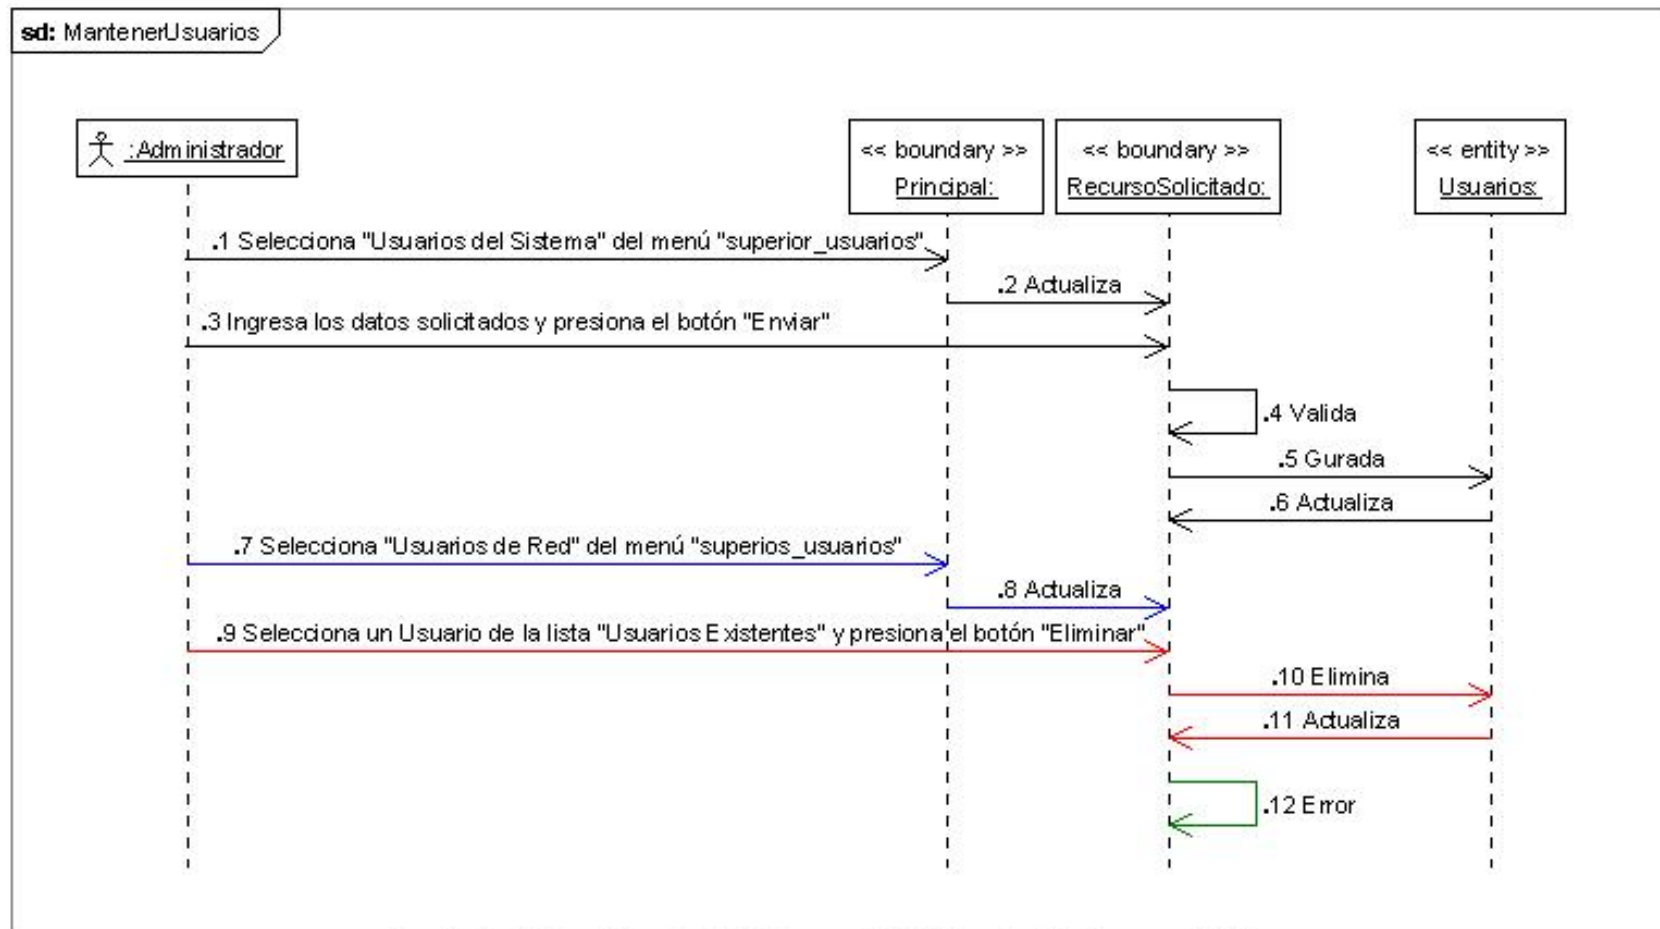 sd: MantenerUsuarios
:Administrador
<< boundary >>
Principal:
<< boundary >>
RecursoSolicitado:
<< entity >>
Usuarios:
.1 Selecciona "Usuarios del Sistema" del menú "superior_usuarios"
.2 Actualiza
.3 Ingresa los datos solicitados y presiona el botón "Enviar"
.4 Valida
.5 Gurada
.6 Actualiza
.7 Selecciona "Usuarios de Red" del menú "superios_usuarios"
.8 Actualiza
.9 Selecciona un Usuario de la lista "Usuarios Existentes" y presiona el botón "Eliminar"
.10 Elimina
.11 Actualiza
.12 Error